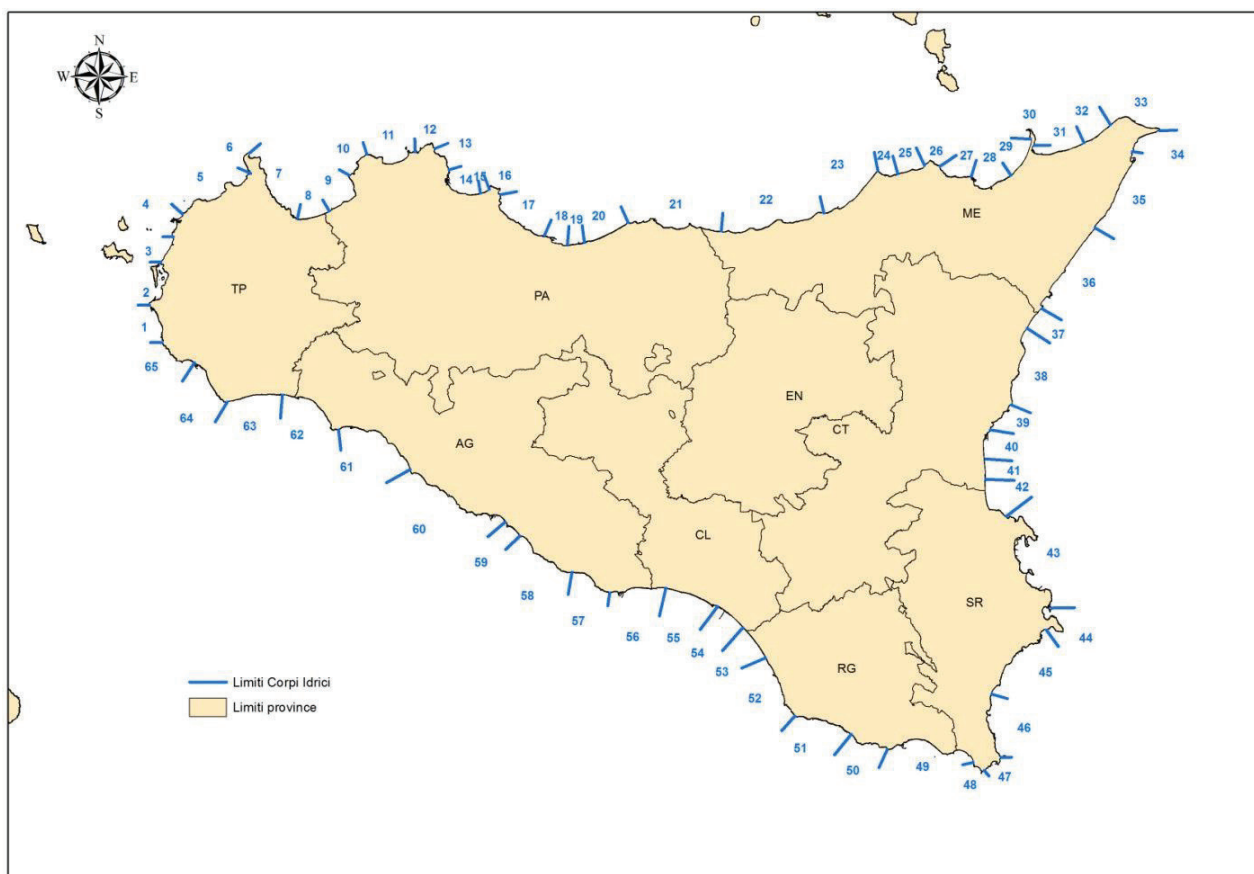 N
W E
S
30 32 33
12
11 13
6 10
31
29
34
5 7 9 14 15 16 23 24 25 26 27 28
8
4 17 18 19 20 21 22 ME 35
3
TP PA 36
2
1 37
65 EN 38
64 63 62 AG CT 39
61 40
41
42
60 CL 43
59
58 SR
57 56 55 44
54 45
53 RG
Limiti Corpi Idrici
52
Limiti province
46
51
50 49 47
48